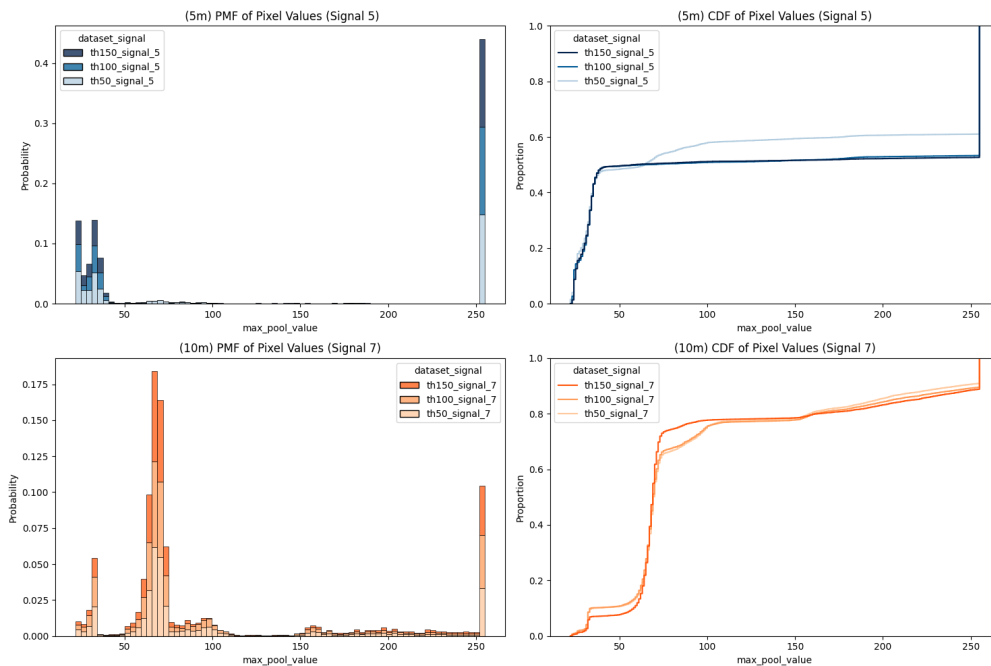 (5m) PMF of Pixel Values (Signal 5)
dataset_signal
th150_signal_5
th100_signal_5
th50_signal_5
Probability
0.4
0.3
0.2
0.1
0.0
50
100
150
200
250
max_pool_value
(5m) CDF of Pixel Values (Signal 5)
dataset_signal
th150_signal_5
th100_signal_5
th50_signal_5
Proportion
1.0
0.8
0.6
0.4
0.2
0.0
50
100
150
200
250
max_pool_value
(10m) PMF of Pixel Values (Signal 7)
dataset_signal
th150_signal_7
th100_signal_7
th50_signal_7
Probability
0.175
0.150
0.125
0.100
0.075
0.050
0.025
0.000
50
100
150
200
250
max_pool_value
(10m) CDF of Pixel Values (Signal 7)
dataset_signal
th150_signal_7
th100_signal_7
th50_signal_7
Proportion
1.0
0.8
0.6
0.4
0.2
0.0
50
100
150
200
250
max_pool_value